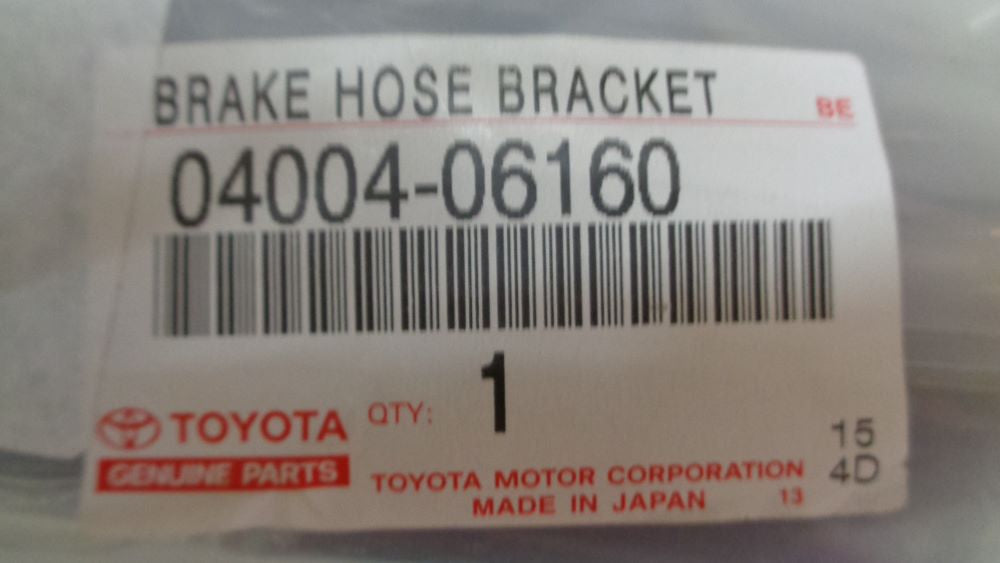 BRAKE HOSE BRACKET
BE
04004-06160
QTY: 1
TOYOTA
GENUINE PARTS
15
4D
TOYOTA MOTOR CORPORATION
MADE IN JAPAN 13